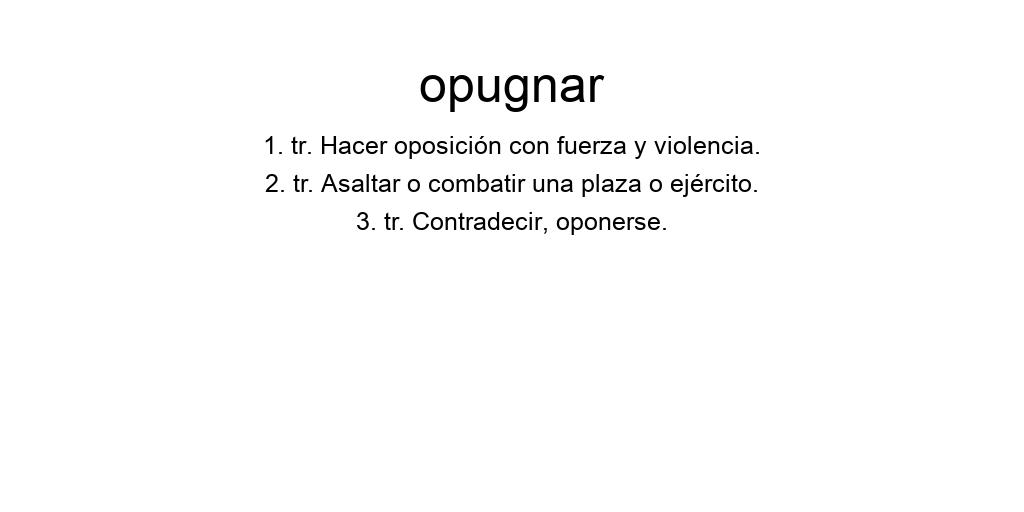 opugnar
1. tr. Hacer oposición con fuerza y violencia.
2. tr. Asaltar o combatir una plaza o ejército.
3. tr. Contradecir, oponerse.